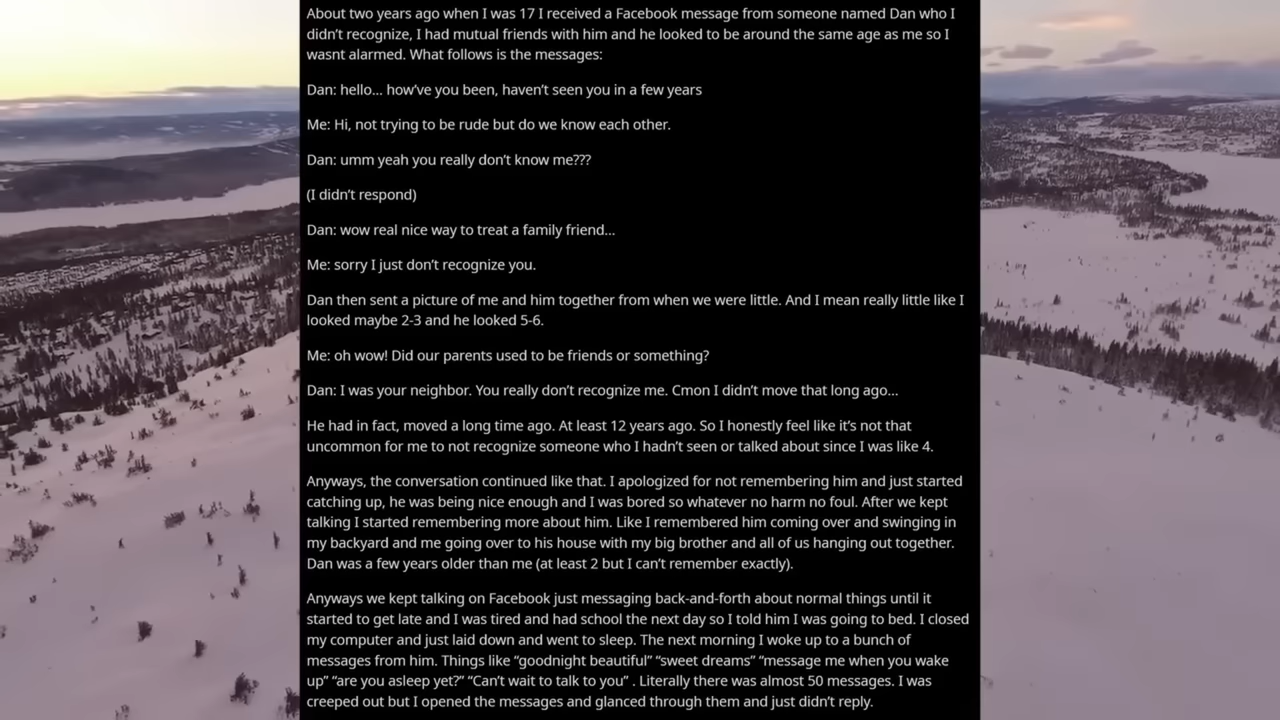 About two years ago when I was 17 I received a Facebook message from someone named Dan who I
didn't recognize, I had mutual friends with him and he looked to be around the same age as me so I
wasnt alarmed. What follows is the messages:
Dan: hello... how've you been, haven't seen you in a few years
Me: Hi, not trying to be rude but do we know each other.
Dan: umm yeah you really don't know me???
(I didn't respond)
Dan: wow real nice way to treat a family friend...
Me: sorry I just don't recognize you.
Dan then sent a picture of me and him together from when we were little. And I mean really little like I
looked maybe 2-3 and he looked 5-6.
Me: oh wow! Did our parents used to be friends or something?
Dan: I was your neighbor. You really don't recognize me. Cmon I didn't move that long ago...
He had in fact, moved a long time ago. At least 12 years ago. So I honestly feel like it's not that
uncommon for me to not recognize someone who I hadn't seen or talked about since I was like 4.
Anyways, the conversation continued like that. I apologized for not remembering him and just started
catching up, he was being nice enough and I was bored so whatever no harm no foul. After we kept
talking I started remembering more about him. Like I remembered him coming over and swinging in
my backyard and me going over to his house with my big brother and all of us hanging out together.
Dan was a few years older than me (at least 2 but I can't remember exactly).
Anyways we kept talking on Facebook just messaging back-and-forth about normal things until it
started to get late and I was tired and had school the next day so I told him I was going to bed. I closed
my computer and just laid down and went to sleep. The next morning I woke up to a bunch of
messages from him. Things like “goodnight beautiful” “sweet dreams” “message me when you wake
up” “are you asleep yet?” “Can't wait to talk to you” . Literally there was almost 50 messages. I was
creeped out but I opened the messages and glanced through them and just didn't reply.